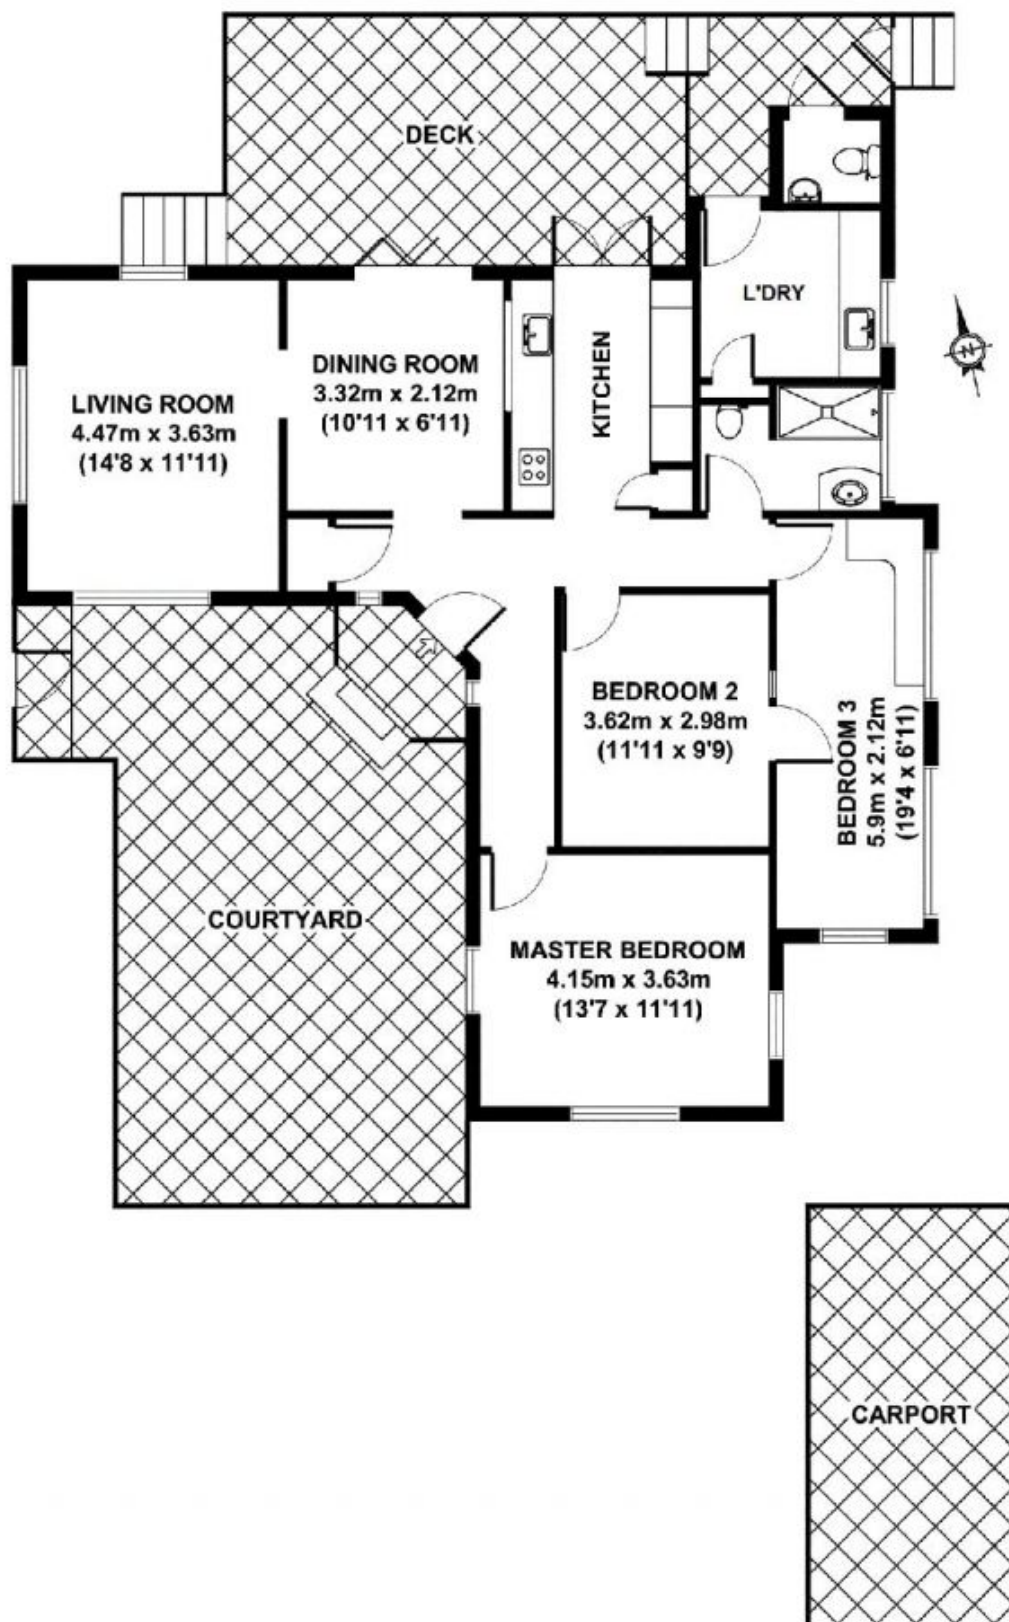 DECK
L'DRY
N
DINING ROOM
3.32m x 2.12m
(10'11 x 6'11)
KITCHEN
LIVING ROOM
4.47m x 3.63m
(14'8 x 11'11)
BEDROOM 2
3.62m x 2.98m
(11'11 x 9'9)
BEDROOM 3
5.9m x 2.12m
(19'4 x 6'11)
COURTYARD
MASTER BEDROOM
4.15m x 3.63m
(13'7 x 11'11)
CARPORT